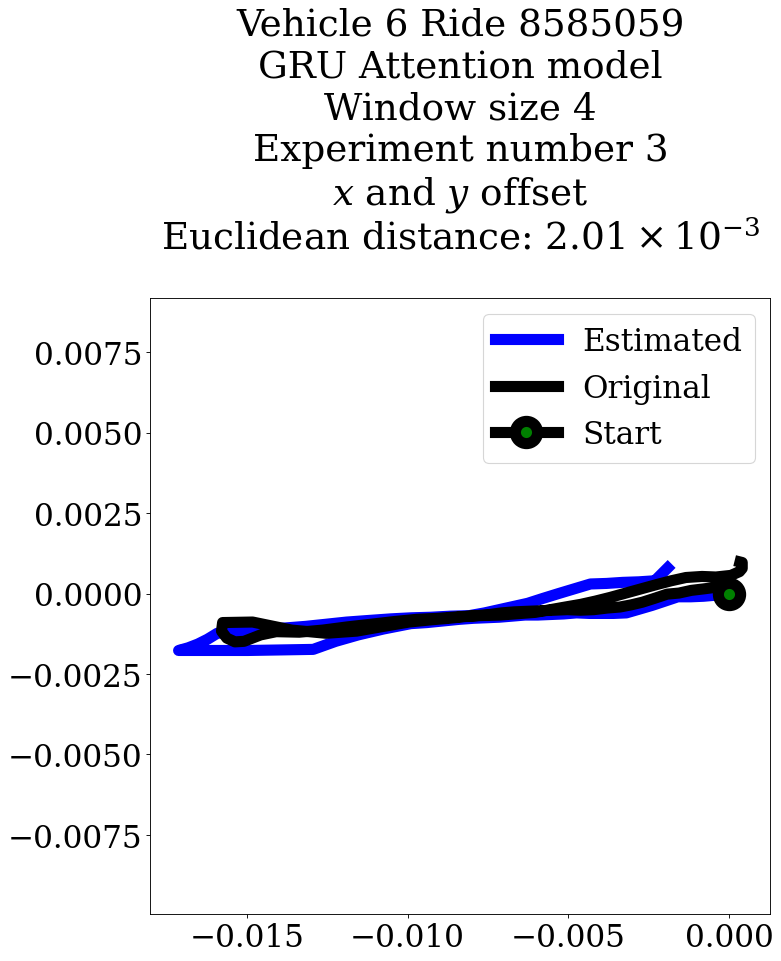 Vehicle 6 Ride 8585059
GRU Attention model
Window size 4
Experiment number 3
x and y offset
Euclidean distance: 2.01 × 10⁻³
Estimated
Original
Start
0.0075
0.0050
0.0025
0.0000
−0.0025
−0.0050
−0.0075
−0.015 −0.010 −0.005 0.000